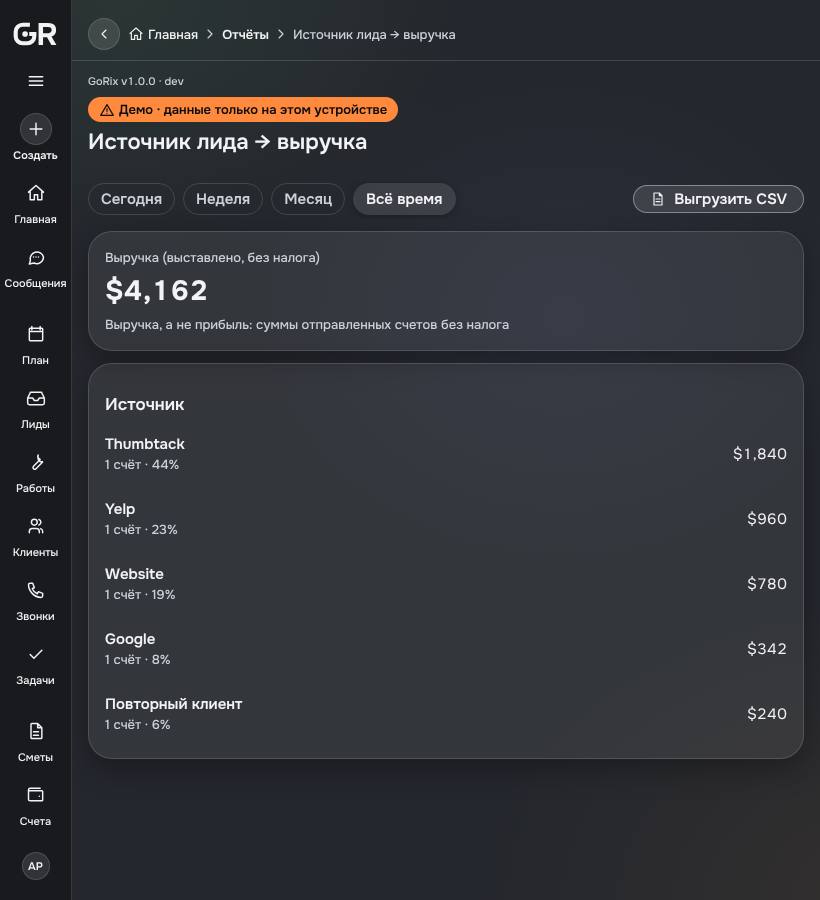 GR
Главная
Отчёты
Источник лида → выручка
GoRix v1.0.0 · dev
Демо · данные только на этом устройстве
Источник лида → выручка
Сегодня
Неделя
Месяц
Всё время
Выгрузить CSV
Выручка (выставлено, без налога)
$4,162
Выручка, а не прибыль: суммы отправленных счетов без налога
Источник
Thumbtack
1 счёт · 44%
$1,840
Yelp
1 счёт · 23%
$960
Website
1 счёт · 19%
$780
Google
1 счёт · 8%
$342
Повторный клиент
1 счёт · 6%
$240
Создать
Главная
Сообщения
План
Лиды
Работы
Клиенты
Звонки
Задачи
Сметы
Счета
AP